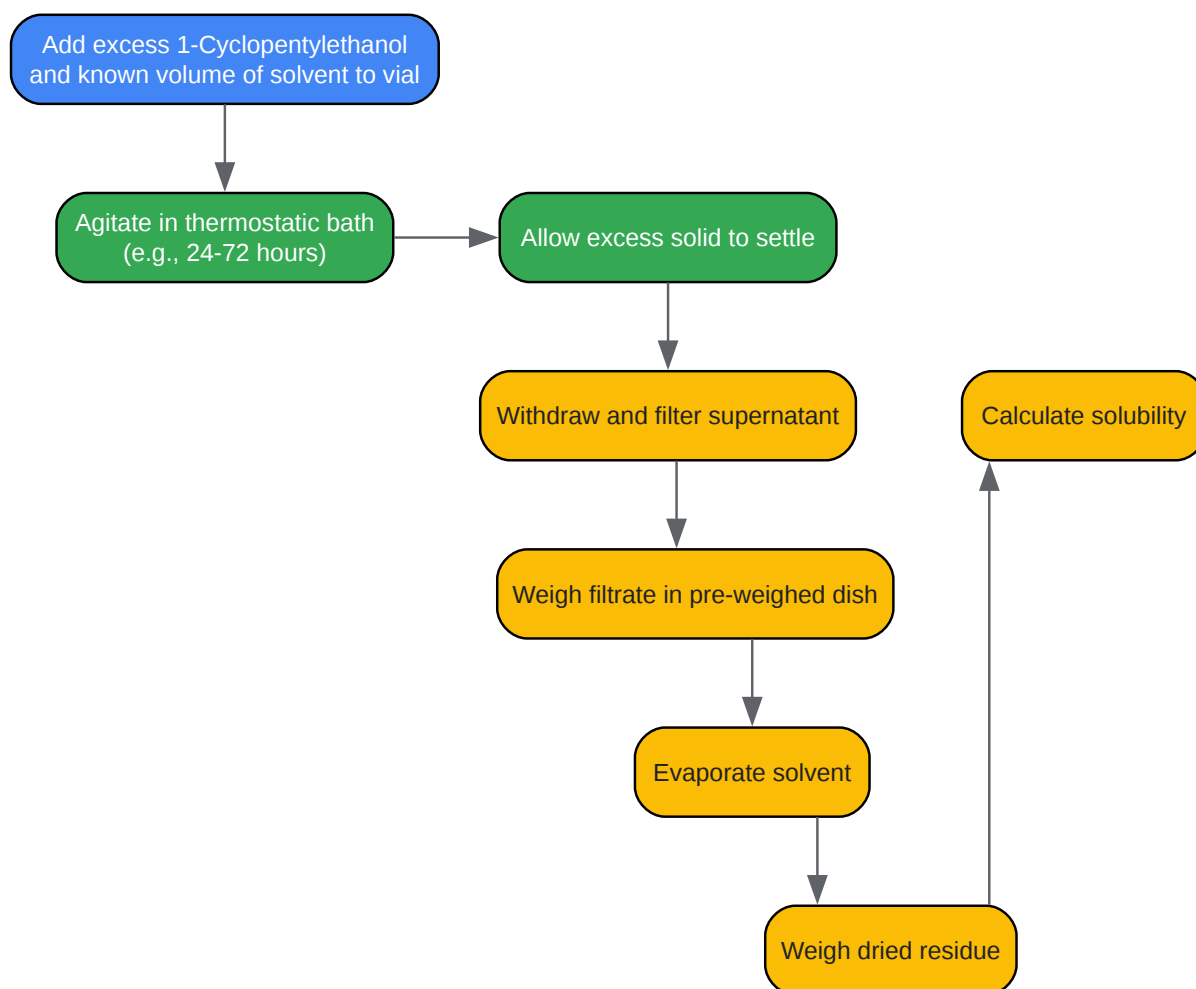 Add excess 1-Cyclopentylethanol
and known volume of solvent to vial
Agitate in thermostatic bath
(e.g., 24-72 hours)
Allow excess solid to settle
Withdraw and filter supernatant
Weigh filtrate in pre-weighed dish
Evaporate solvent
Weigh dried residue
Calculate solubility